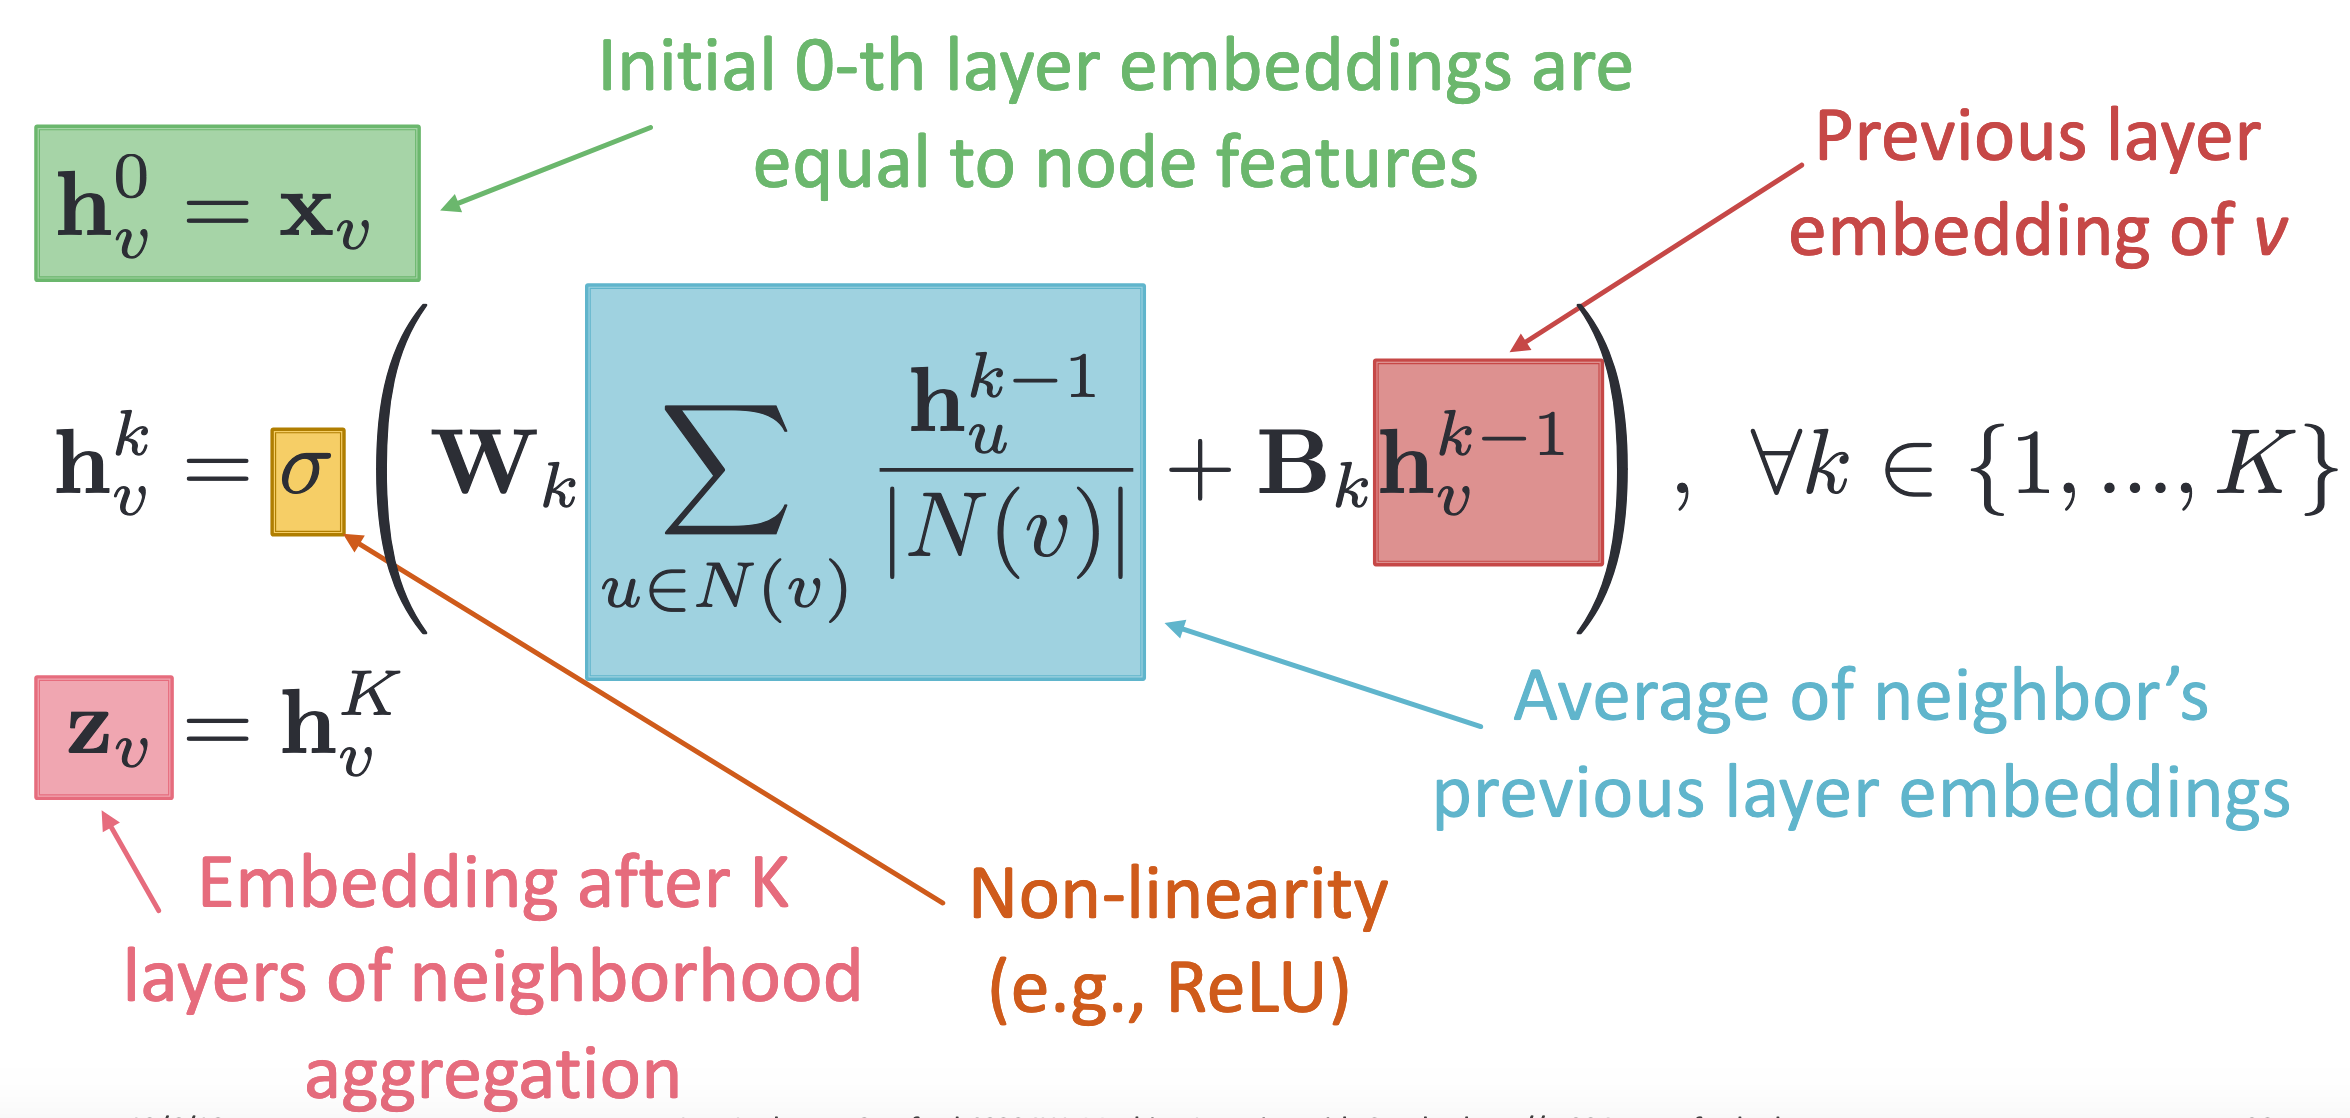 Initial 0-th layer embeddings are
equal to node features
Previous layer
embedding of v
h_v^0 = x_v
h_v^k = σ ( W_k ∑_{u∈N(v)} h_u^{k−1} / |N(v)| + B_k h_v^{k−1} ) , ∀k ∈ {1, ..., K}
z_v = h_v^K
Average of neighbor’s
previous layer embeddings
Embedding after K
layers of neighborhood
aggregation
Non-linearity
(e.g., ReLU)